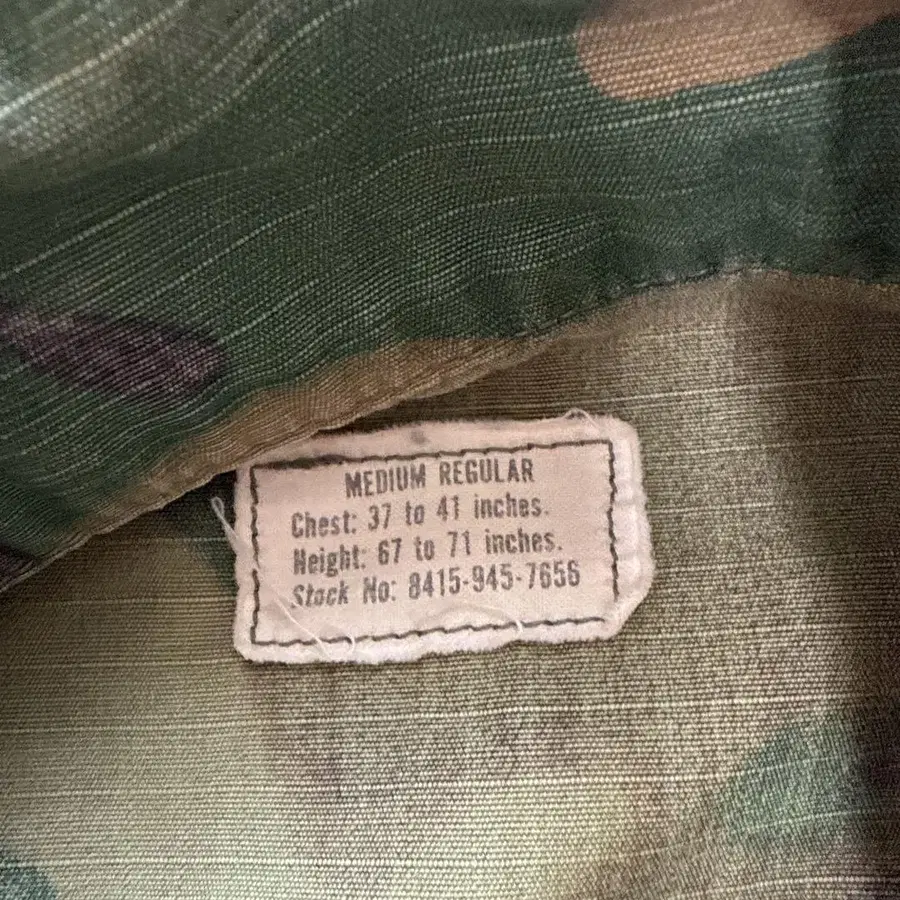 MEDIUM REGULAR
Chest: 37 to 41 inches.
Height: 67 to 71 inches.
Stock No: 8415-945-7656